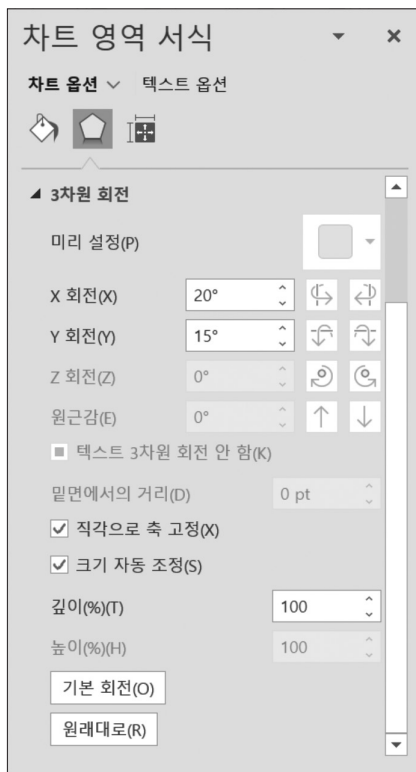 차트 영역 서식
차트 옵션 텍스트 옵션
3차원 회전
미리 설정(P)
X 회전(X) 20°
Y 회전(Y) 15°
Z 회전(Z) 0°
원근감(E) 0°
텍스트 3차원 회전 안 함(K)
밑면에서의 거리(D) 0 pt
직각으로 축 고정(X)
크기 자동 조정(S)
깊이(%)(T) 100
높이(%)(H) 100
기본 회전(O)
원래대로(R)